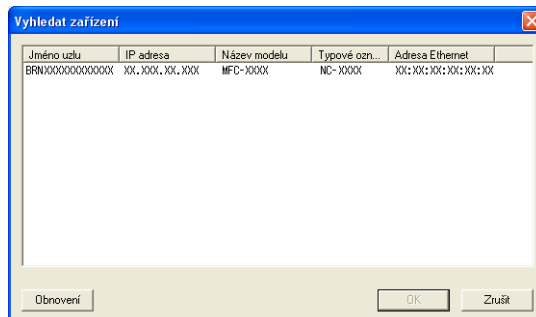 Vyhledat zařízení
Jméno uzlu IP adresa Název modelu Typové ozn... Adresa Ethernet
BRNXXXXXXXXXXXX XX.XXX.XX.XXX MFC-XXXX NC-XXXX XX:XX:XX:XX:XX:XX
Obnovení OK Zrušit